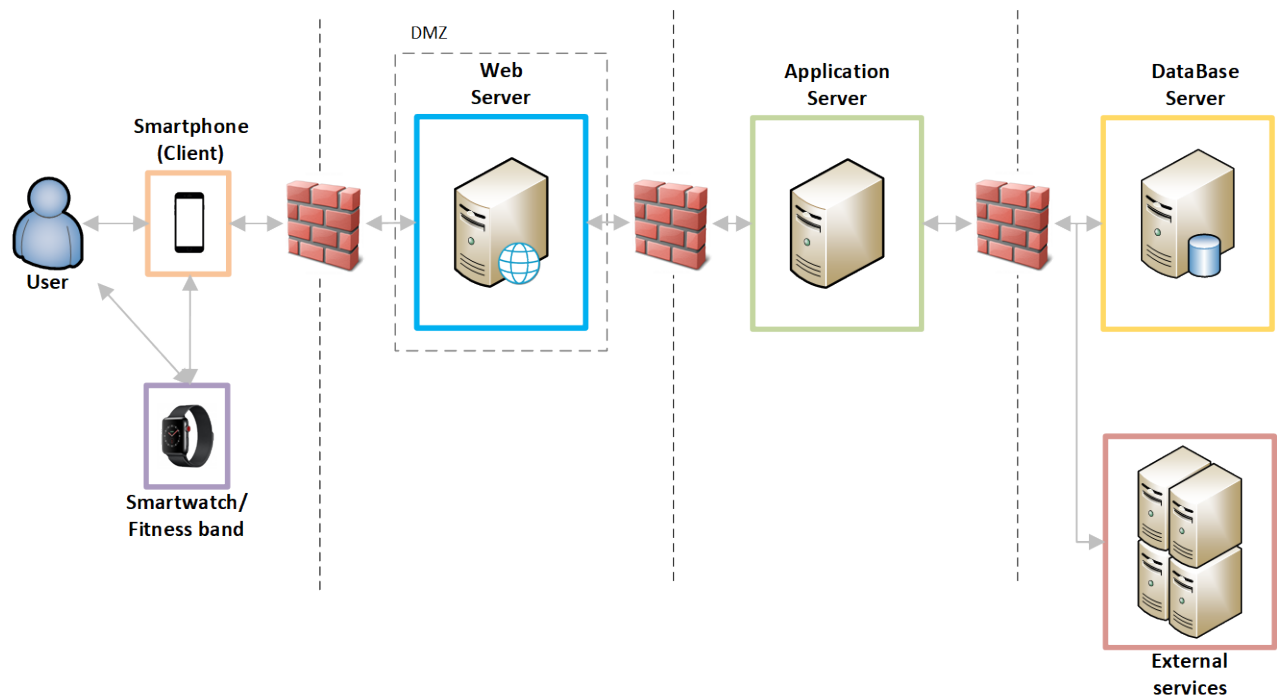 DMZ
Web
Server
Application
Server
DataBase
Server
Smartphone
(Client)
User
Smartwatch/
Fitness band
External
services